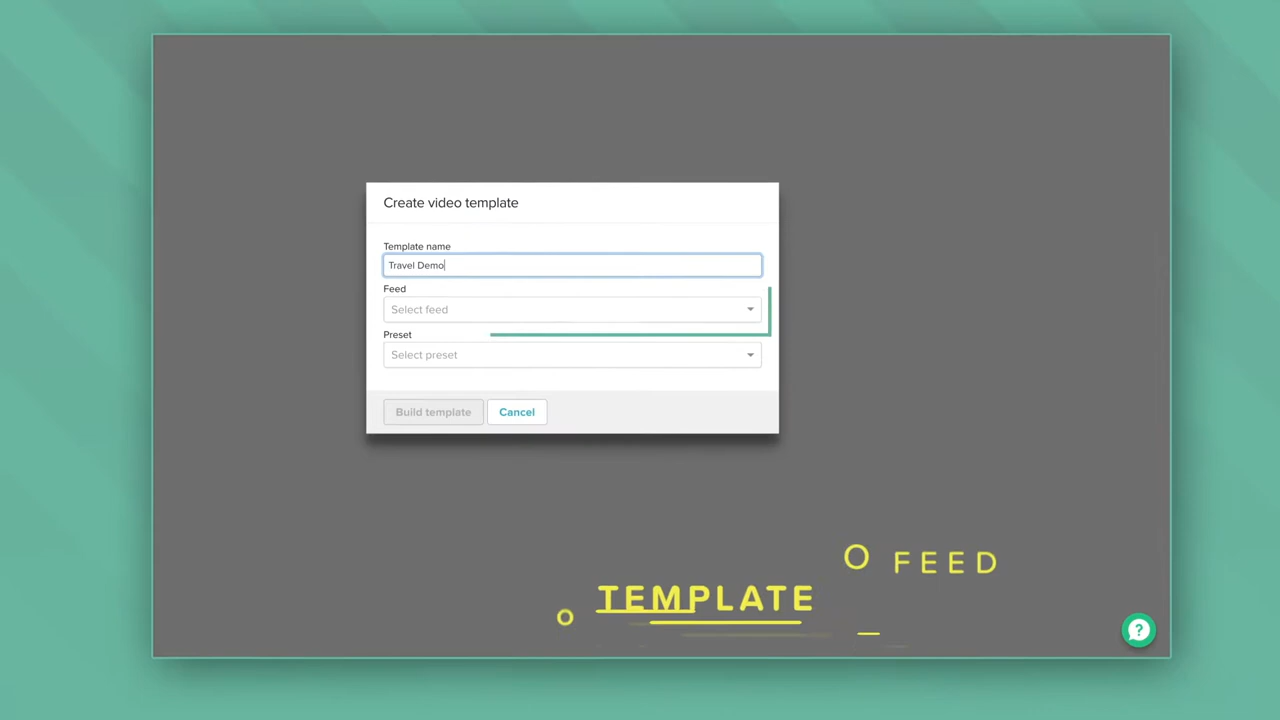 Create video template
Template name
Travel Demo
Feed
Select feed
Preset
Select preset
Build template Cancel
O FEED
TEMPLATE
O
?